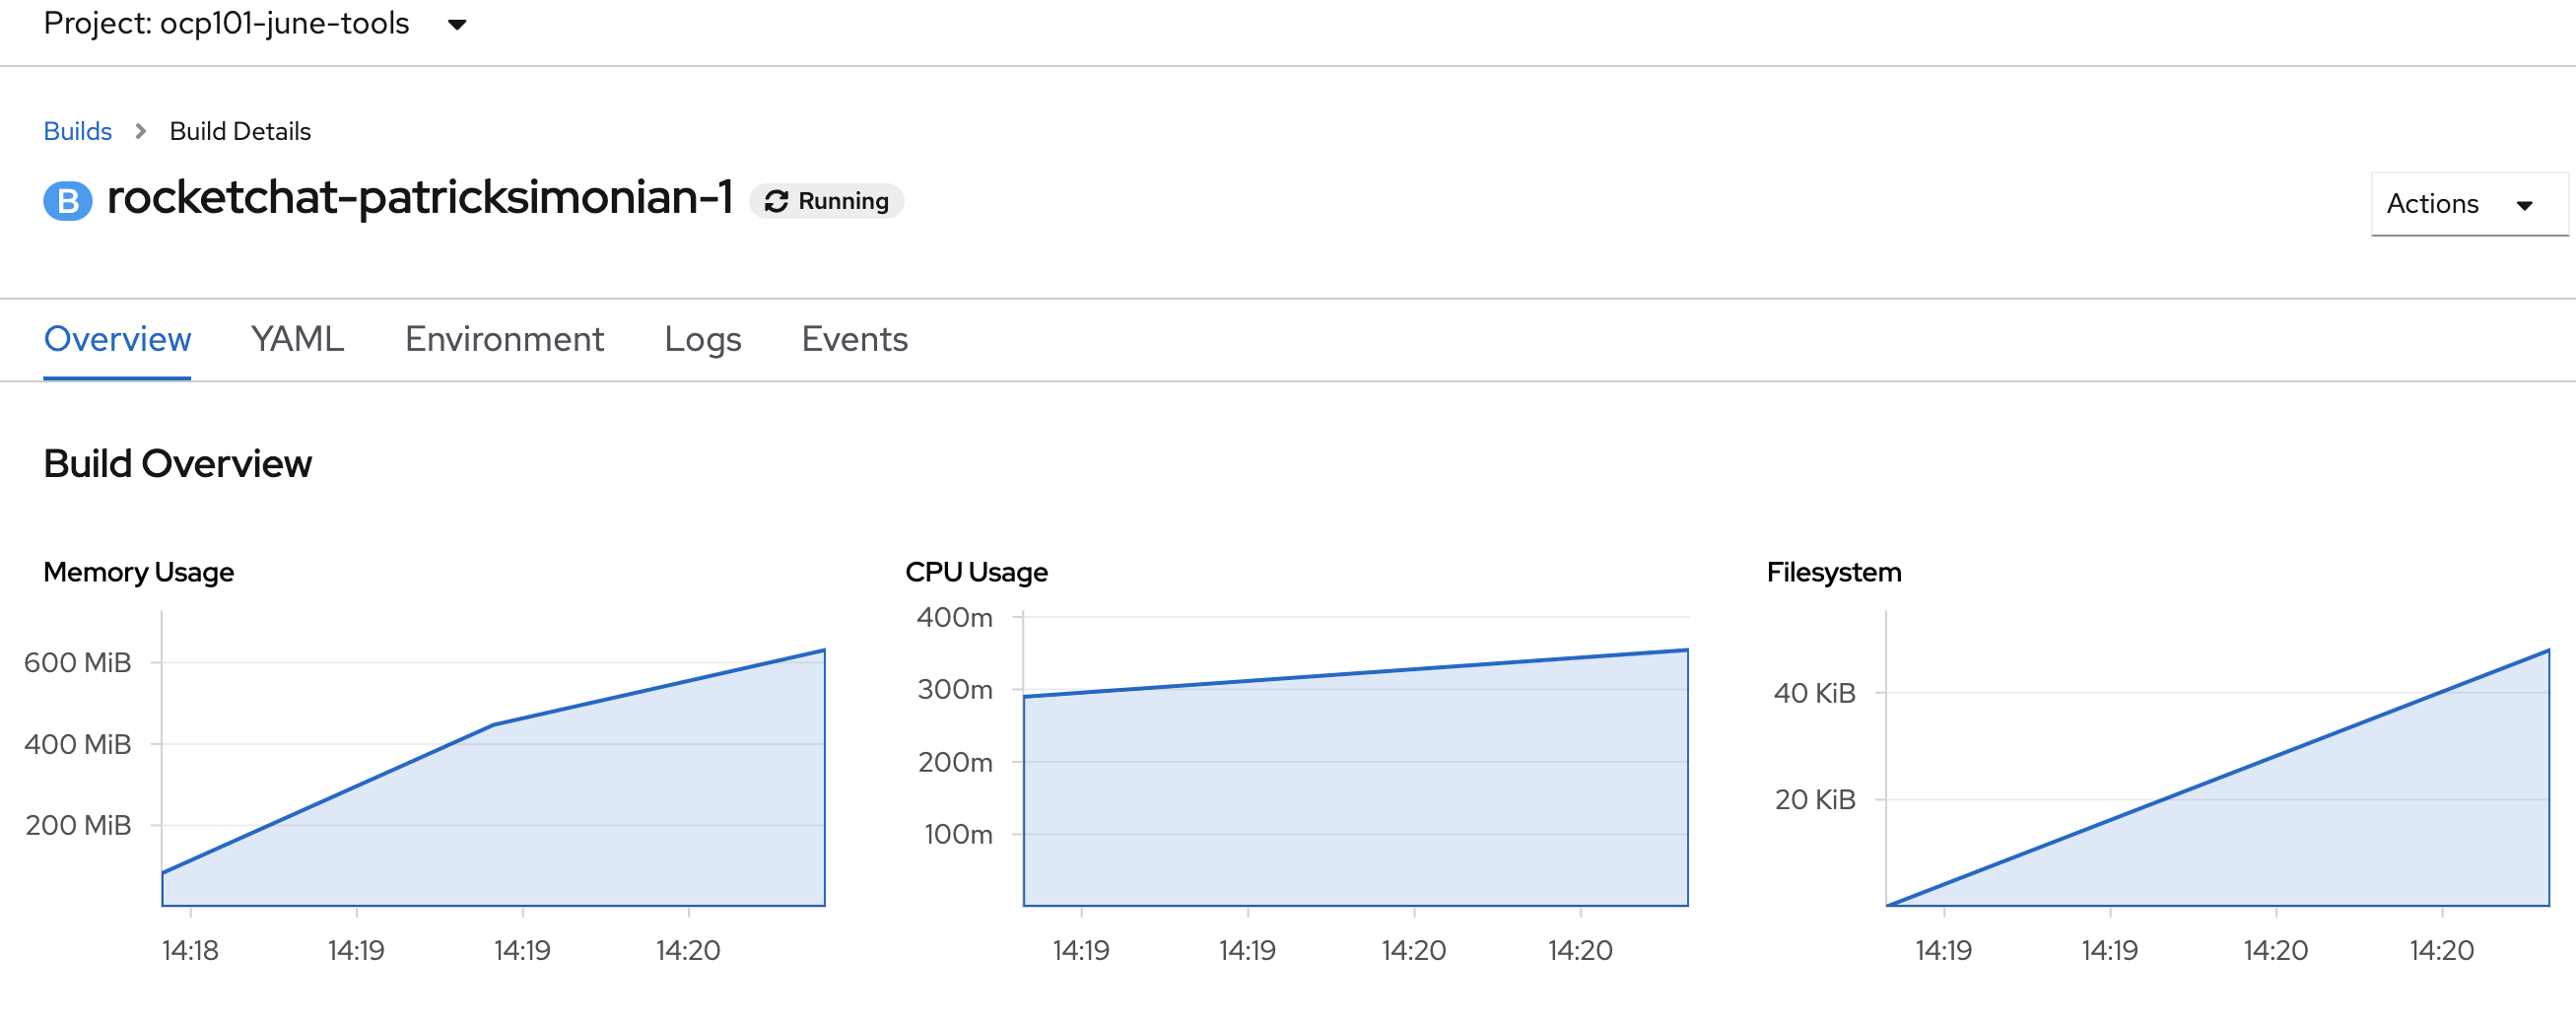 Project: ocp101-june-tools
Builds > Build Details
B rocketchat-patricksimonian-1 Running
Actions
Overview YAML Environment Logs Events
Build Overview
Memory Usage
600 MiB
400 MiB
200 MiB
14:18 14:19 14:19 14:20
CPU Usage
400m
300m
200m
100m
14:19 14:19 14:20 14:20
Filesystem
40 KiB
20 KiB
14:19 14:19 14:20 14:20